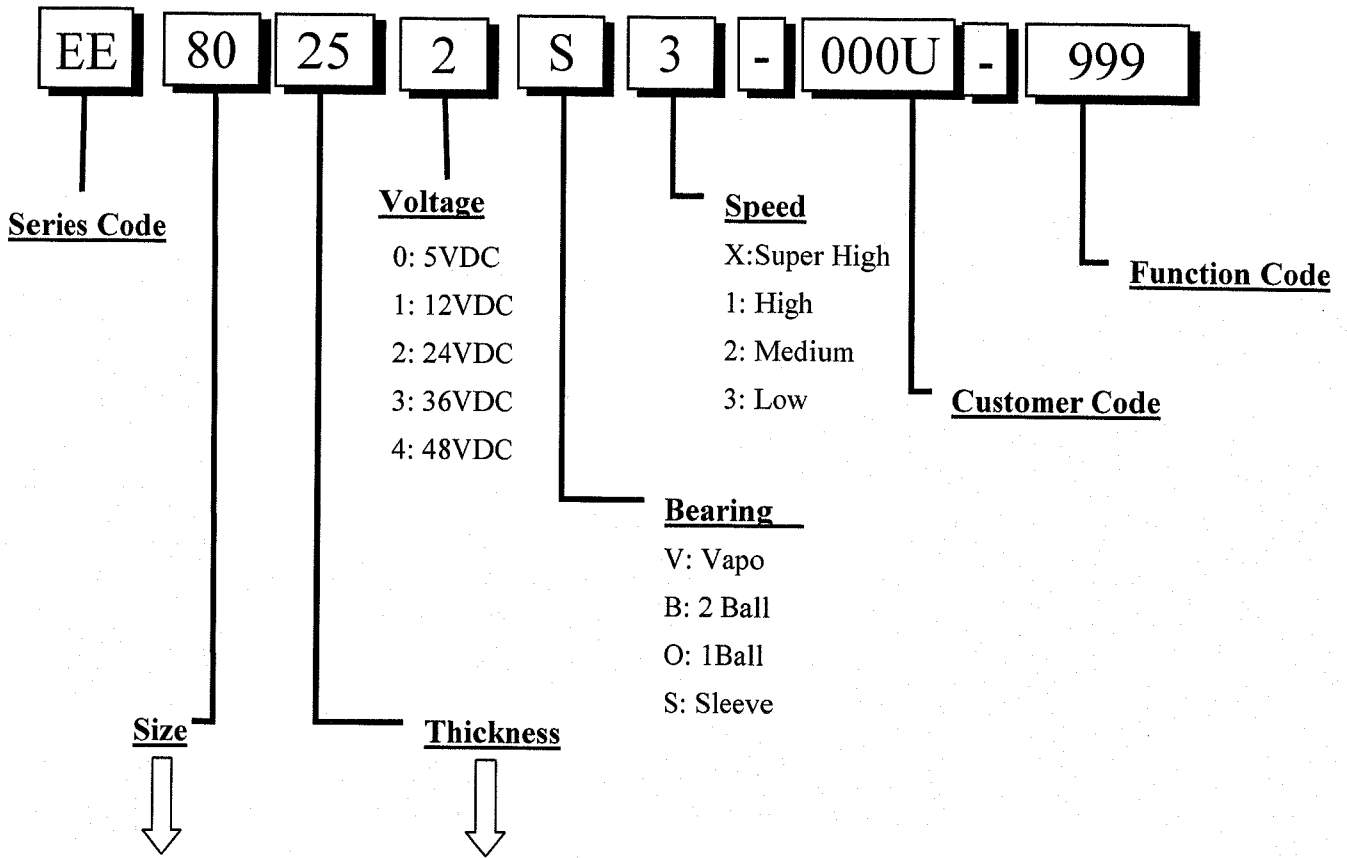 EE 80 25 2 S 3 - 000U - 999
Series Code
Voltage
0: 5VDC
1: 12VDC
2: 24VDC
3: 36VDC
4: 48VDC
Speed
X:Super High
1: High
2: Medium
3: Low
Function Code
Customer Code
Bearing
V: Vapo
B: 2 Ball
O: 1Ball
S: Sleeve
Size
Thickness